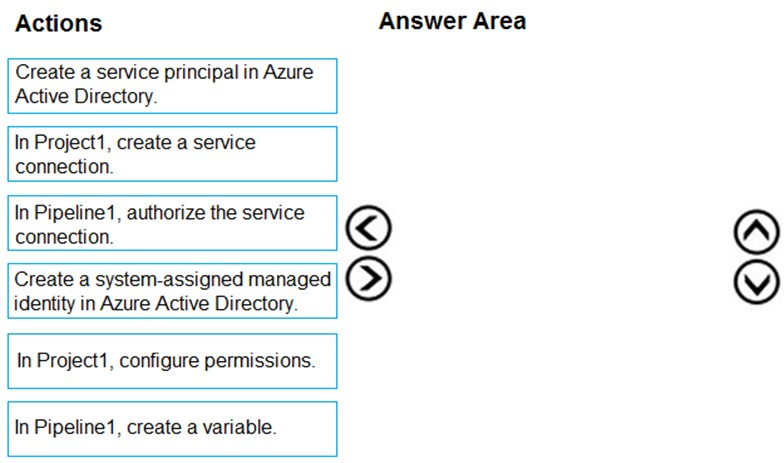 Actions
Answer Area
Create a service principal in Azure
Active Directory.
In Project1, create a service
connection.
In Pipeline1, authorize the service
connection.
Create a system-assigned managed
identity in Azure Active Directory.
In Project1, configure permissions.
In Pipeline1, create a variable.